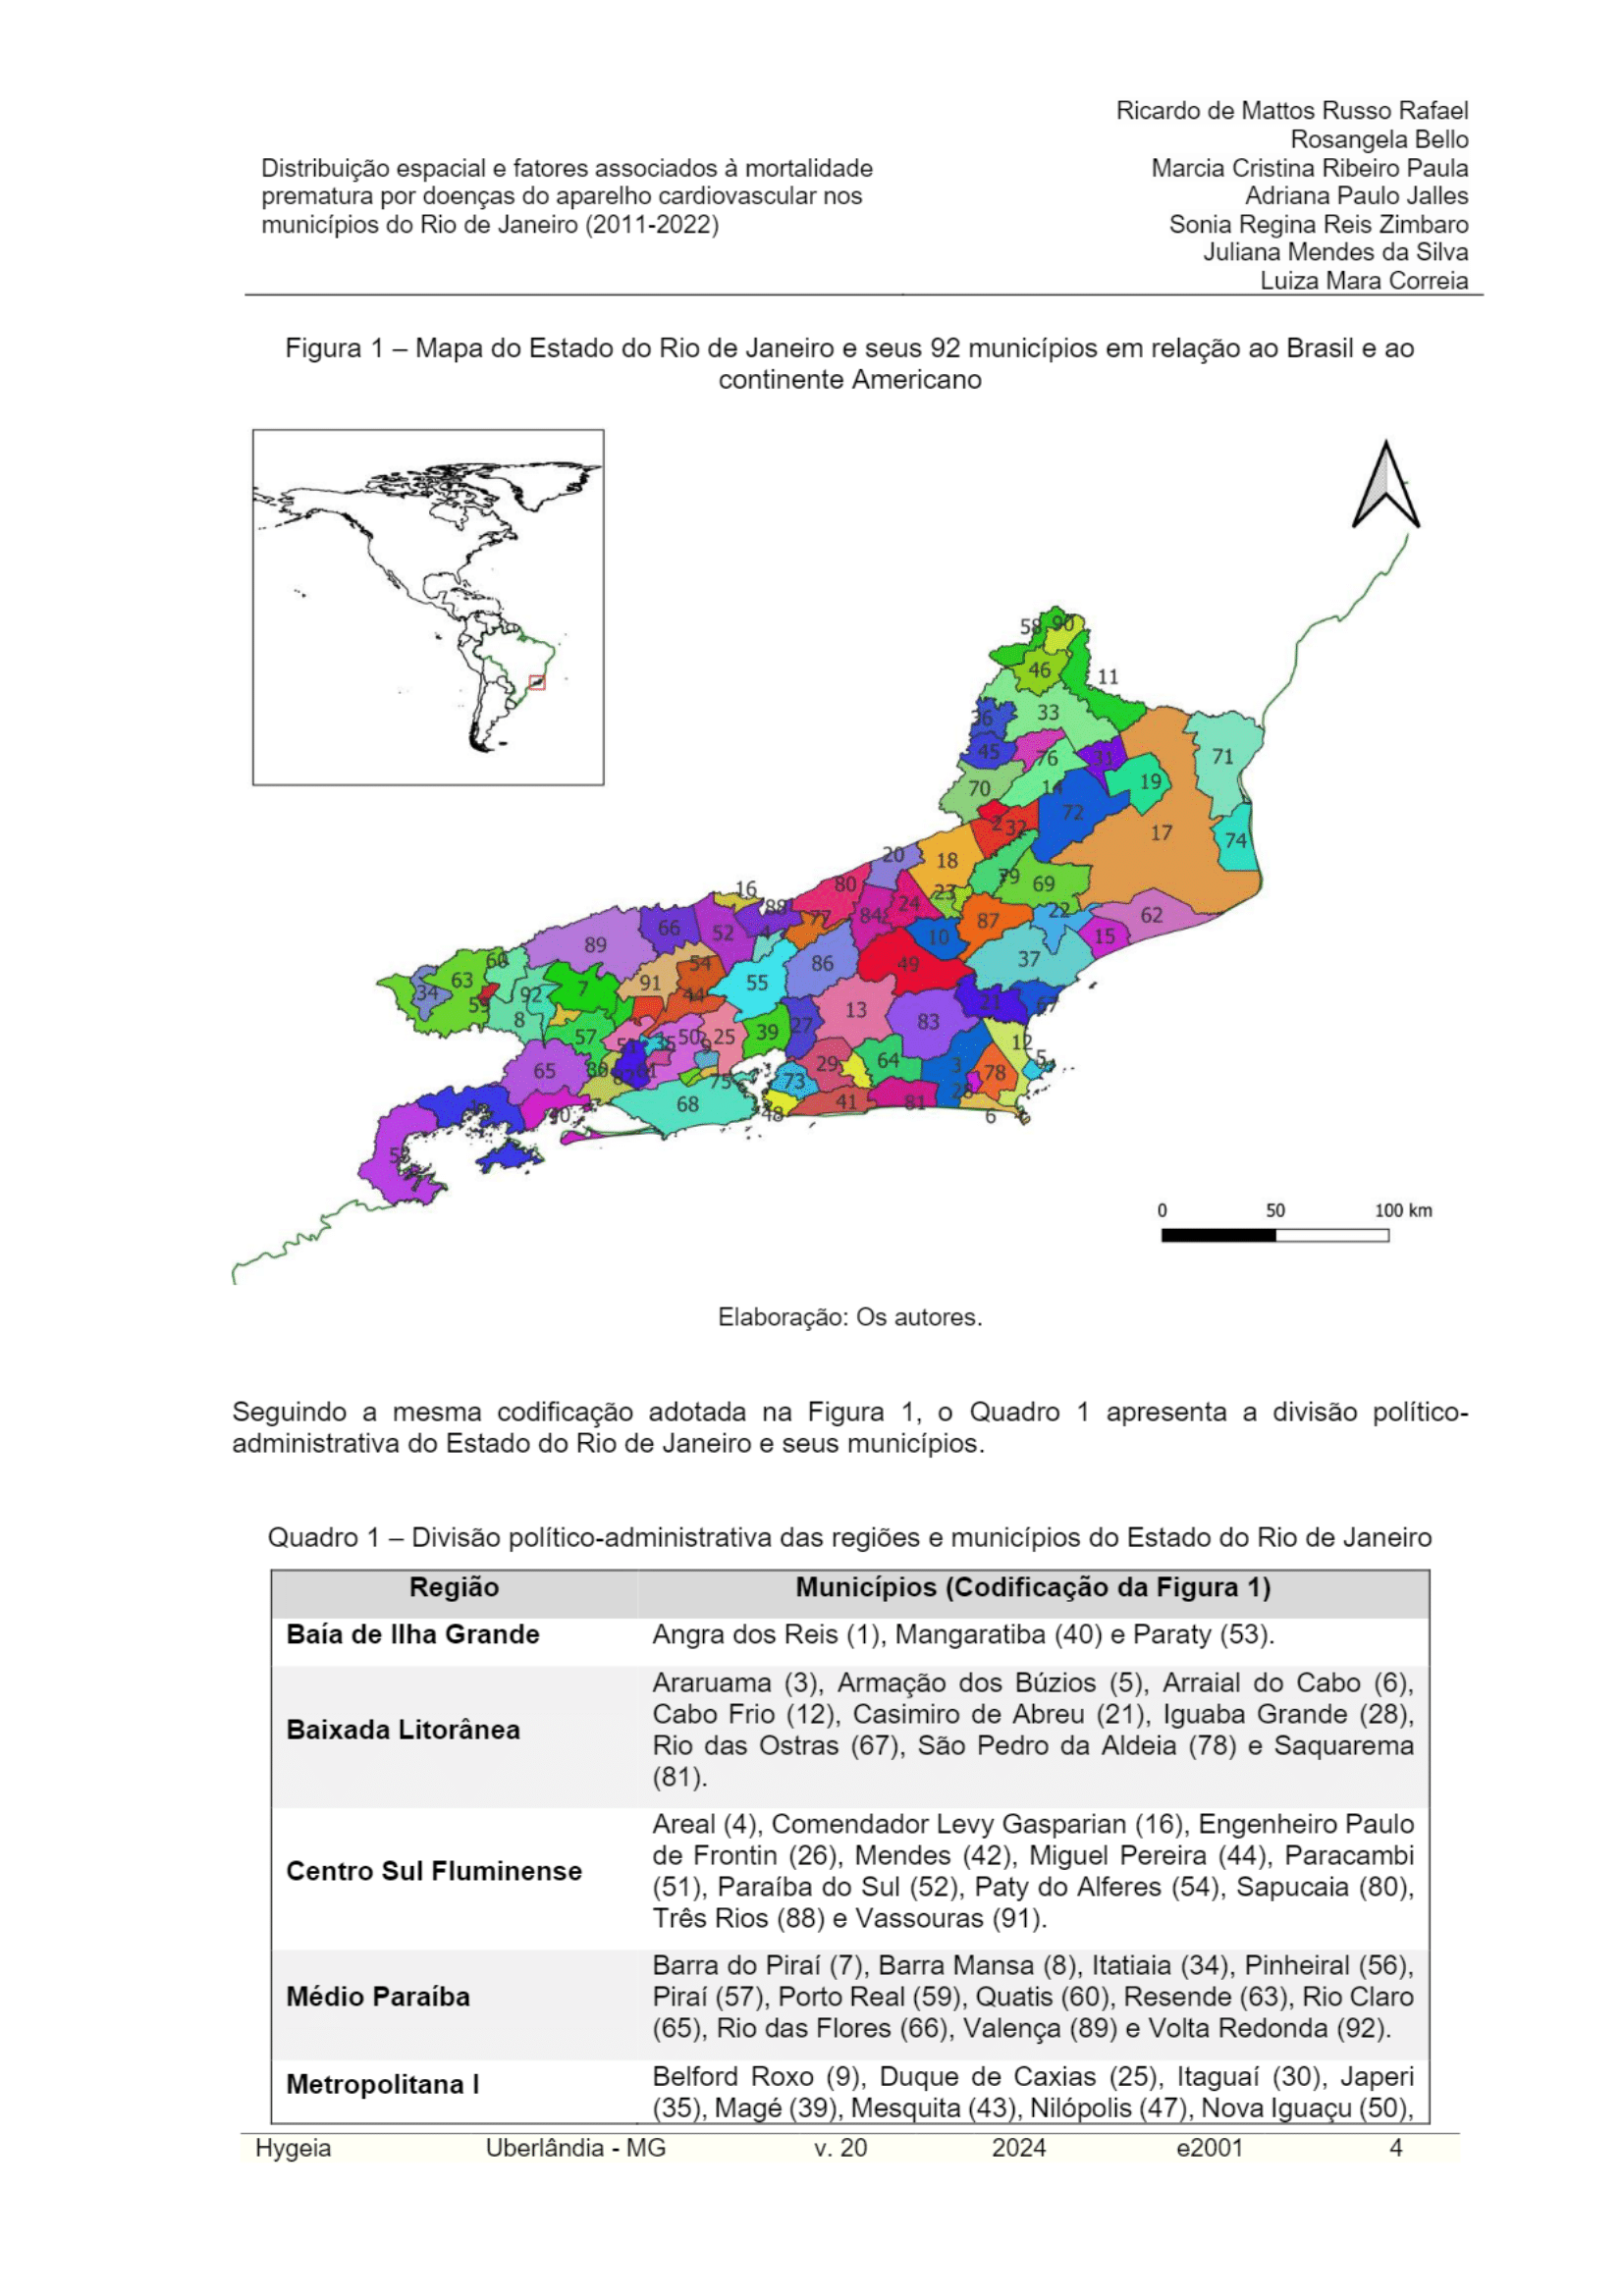 Distribuição espacial e fatores associados à mortalidade
prematura por doenças do aparelho cardiovascular nos
municípios do Rio de Janeiro (2011-2022)
Ricardo de Mattos Russo Rafael
Rosangela Bello
Marcia Cristina Ribeiro Paula
Adriana Paulo Jalles
Sonia Regina Reis Zimbaro
Juliana Mendes da Silva
Luiza Mara Correia
Figura 1 – Mapa do Estado do Rio de Janeiro e seus 92 municípios em relação ao Brasil e ao
continente Americano
58 90
46
11
33
36
45
76
31
71
70
14
19
2 32
72
17
74
20
18
79
69
16
80
23
88
77
84
24
87
22
62
66
52
4
10
15
89
60
54
86
49
37
63
34
59
92
7
91
44
55
21
67
8
13
83
57
51
35
50
9
25
39
27
12
65
30
61
75
29
64
3
78
5
73
28
68
48
41
81
6
1
40
53
0 50 100 km
Elaboração: Os autores.
Seguindo a mesma codificação adotada na Figura 1, o Quadro 1 apresenta a divisão político-
administrativa do Estado do Rio de Janeiro e seus municípios.
Quadro 1 – Divisão político-administrativa das regiões e municípios do Estado do Rio de Janeiro
Região Municípios (Codificação da Figura 1)
Baía de Ilha Grande Angra dos Reis (1), Mangaratiba (40) e Paraty (53).
Baixada Litorânea
Araruama (3), Armação dos Búzios (5), Arraial do Cabo (6),
Cabo Frio (12), Casimiro de Abreu (21), Iguaba Grande (28),
Rio das Ostras (67), São Pedro da Aldeia (78) e Saquarema
(81).
Centro Sul Fluminense
Areal (4), Comendador Levy Gasparian (16), Engenheiro Paulo
de Frontin (26), Mendes (42), Miguel Pereira (44), Paracambi
(51), Paraíba do Sul (52), Paty do Alferes (54), Sapucaia (80),
Três Rios (88) e Vassouras (91).
Médio Paraíba
Barra do Piraí (7), Barra Mansa (8), Itatiaia (34), Pinheiral (56),
Piraí (57), Porto Real (59), Quatis (60), Resende (63), Rio Claro
(65), Rio das Flores (66), Valença (89) e Volta Redonda (92).
Metropolitana I
Belford Roxo (9), Duque de Caxias (25), Itaguaí (30), Japeri
(35), Magé (39), Mesquita (43), Nilópolis (47), Nova Iguaçu (50),
Hygeia Uberlândia - MG v. 20 2024 e2001 4